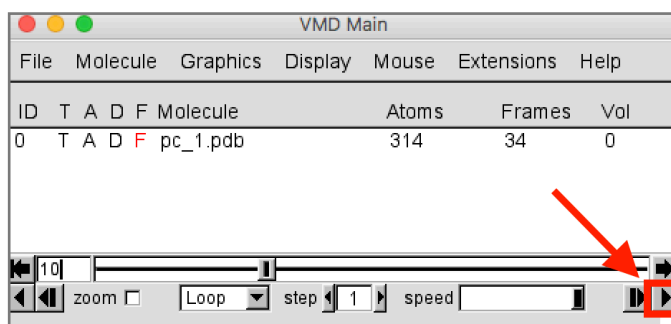 VMD Main
File Molecule Graphics Display Mouse Extensions Help
ID T A D F Molecule Atoms Frames Vol
0 T A D F pc_1.pdb 314 34 0
10
zoom Loop step 1 speed